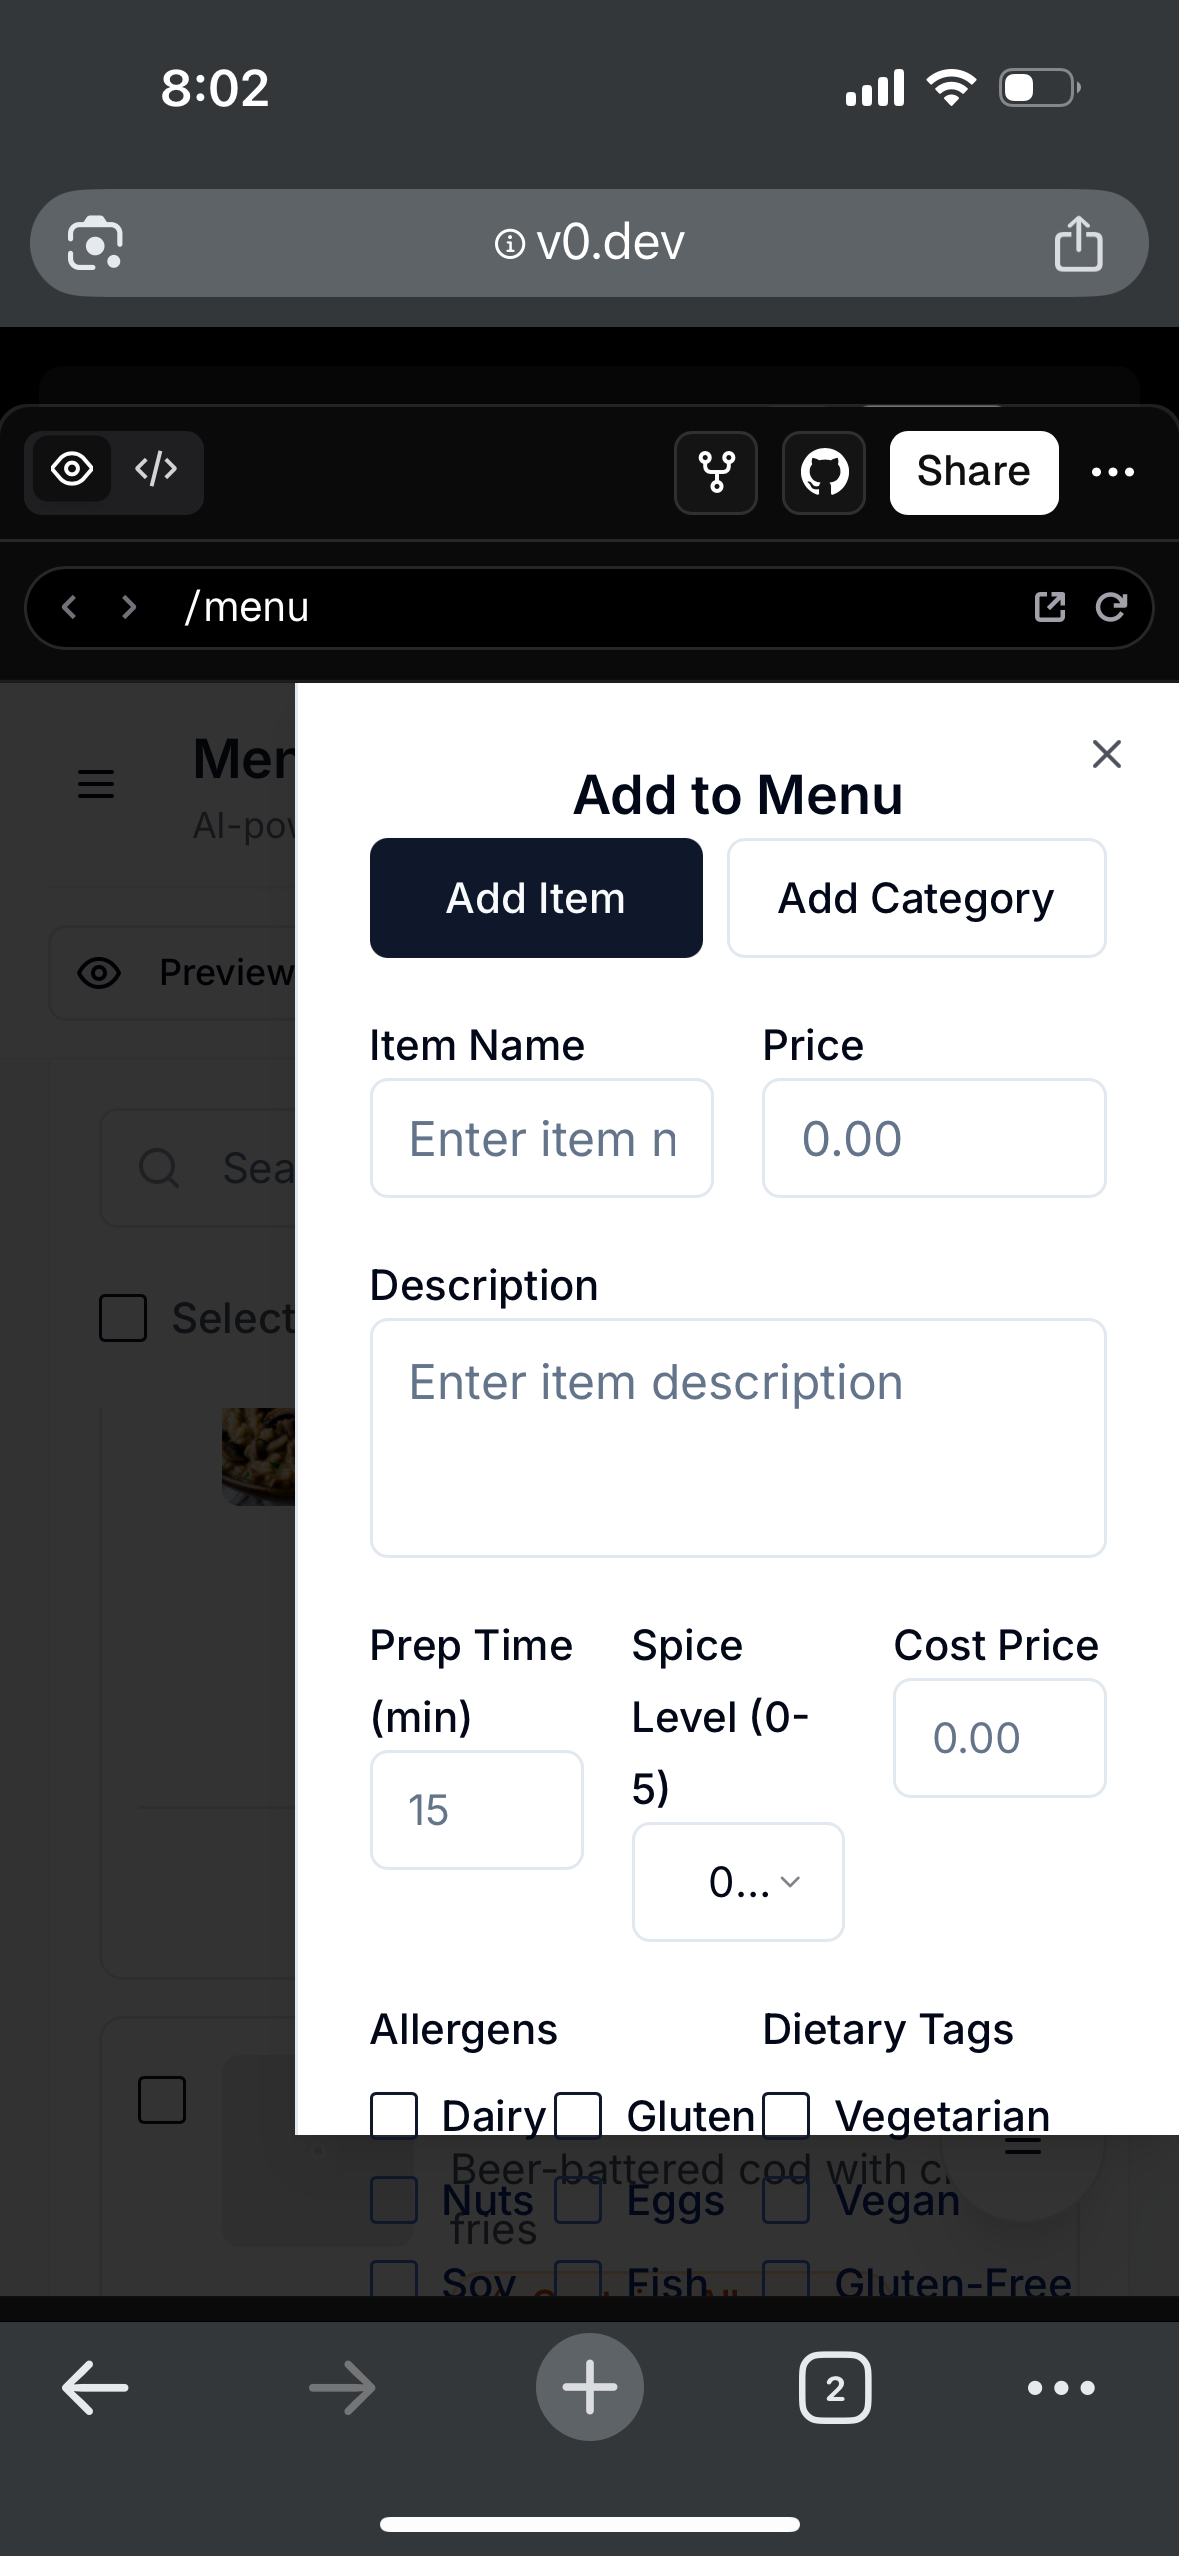 8:02
v0.dev
Share
/menu
Men
AI-pow
Add to Menu
Add Item
Add Category
Preview
Item Name
Price
Enter item n
0.00
Sea
Description
Select
Enter item description
Prep Time
(min)
Spice
Level (0-
5)
Cost Price
0.00
15
0...
Allergens
Dietary Tags
Dairy
Gluten
Vegetarian
Beer-battered cod with c
Nuts
Eggs
Vegan
fries
Soy
Fish
Gluten-Free
2